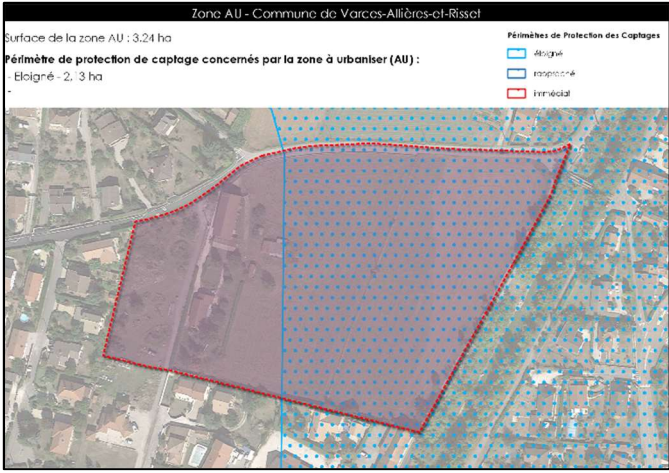 Zone AU - Commune de Varces-Allières-et-Risset
Surface de la zone AU : 3.24 ha
Périmètre de protection de captage concernés par la zone à urbaniser (AU) :
- Eloigné - 2,13 ha
-
Périmètres de Protection des Captages
éloigné
rapproché
immédiat